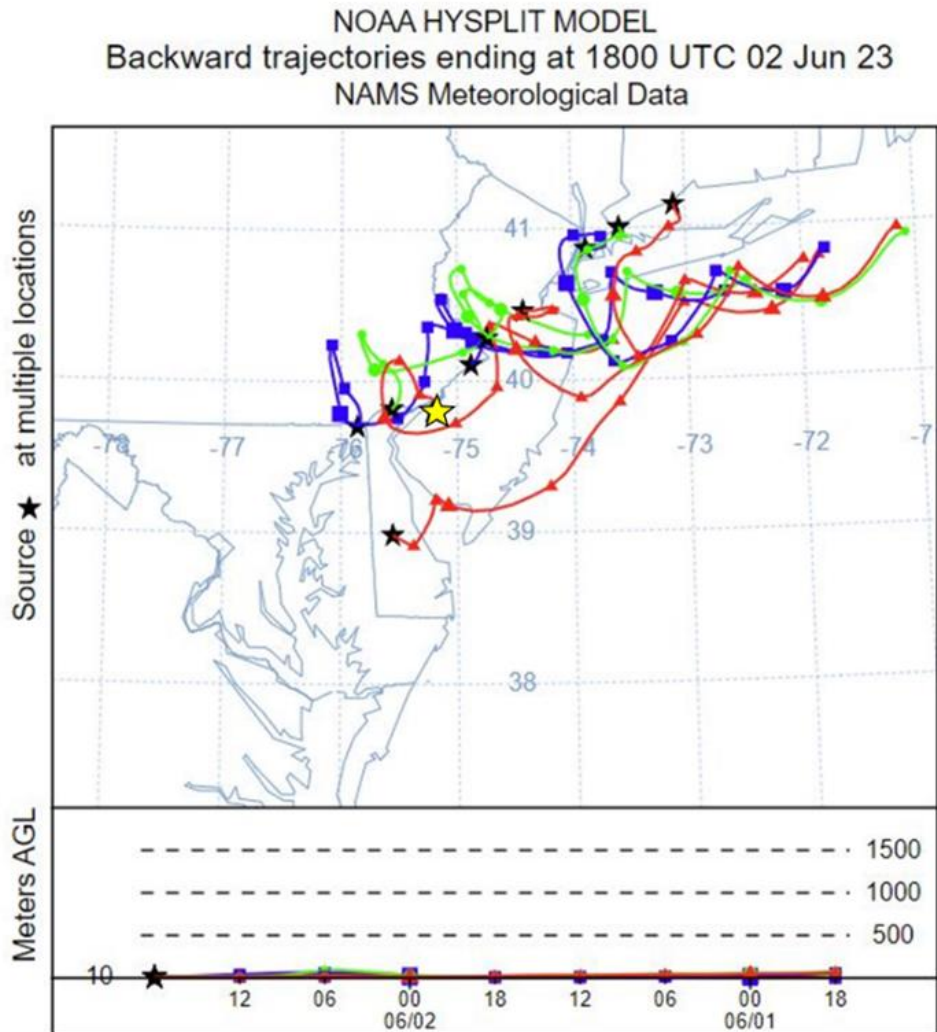 NOAA HYSPLIT MODEL
Backward trajectories ending at 1800 UTC 02 Jun 23
NAMS Meteorological Data
Source ★ at multiple locations
41
40
-78 -77 -76 -75 -74 -73 -72 -7
39
38
Meters AGL
1500
1000
500
10
12 06 00 18 12 06 00 18
06/02 06/01